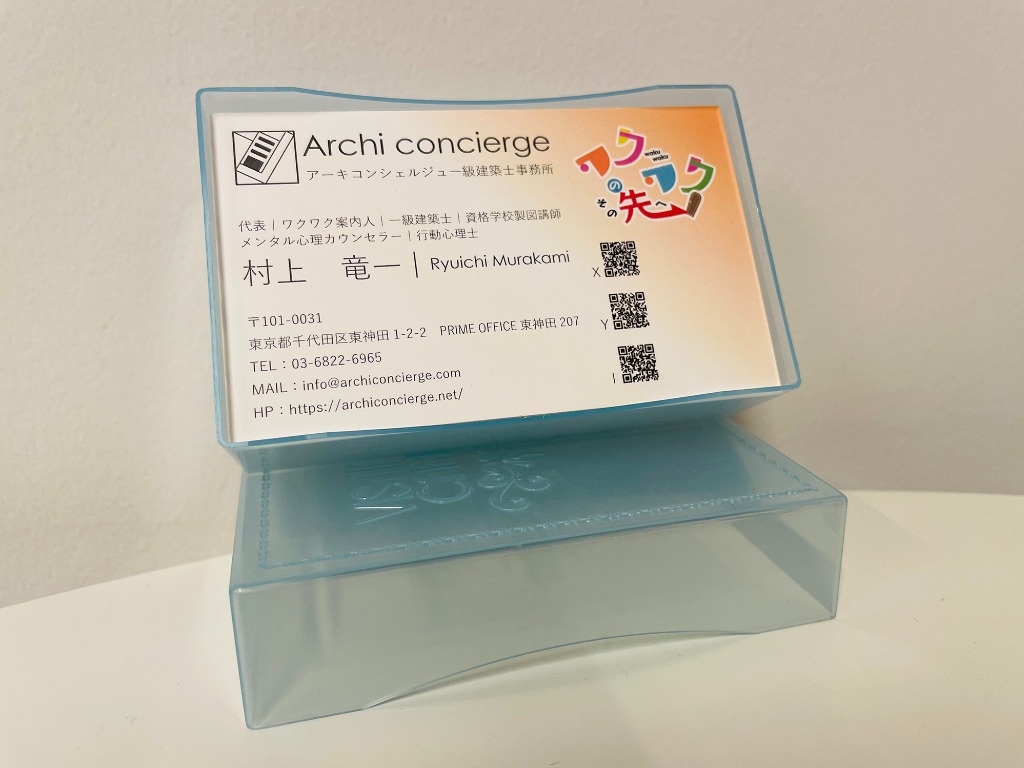 Archi concierge
アーキコンシェルジュ一級建築士事務所
ワク waku waku
の ワク
その先へ
代表 | ワクワク案内人 | 一級建築士 | 資格学校製図講師
メンタル心理カウンセラー | 行動心理士
村上 竜一 | Ryuichi Murakami
X
Y
I
〒101-0031
東京都千代田区東神田 1-2-2 PRIME OFFICE 東神田 207
TEL：03-6822-6965
MAIL：info@archiconcierge.com
HP：https://archiconcierge.net/